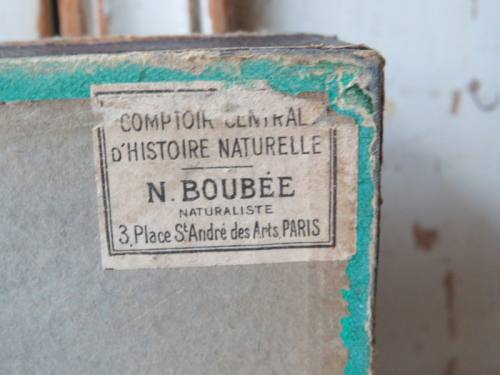 COMPTOIR CENTRAL
D'HISTOIRE NATURELLE
N. BOUBÉE
NATURALISTE
3, Place St André des Arts, PARIS